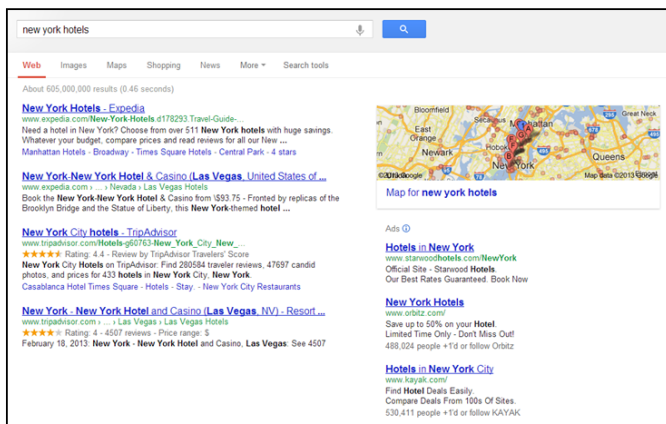 new york hotels
Web Images Maps Shopping News More Search tools
About 605,000,000 results (0.46 seconds)
New York Hotels - Expedia
www.expedia.com/New-York-Hotels.d178293.Travel-Guide-...
Need a hotel in New York? Choose from over 511 New York hotels with huge savings.
Whatever your budget, compare prices and read reviews for all our New ...
Manhattan Hotels - Broadway - Times Square Hotels - Central Park - 4 stars
New York-New York Hotel & Casino (Las Vegas, United States of ...
www.expedia.com › ... › Nevada › Las Vegas Hotels
Book the New York-New York Hotel & Casino from \$93.75 - Fronted by replicas of the
Brooklyn Bridge and the Statue of Liberty, this New York-themed hotel ...
New York City hotels - TripAdvisor
www.tripadvisor.com/Hotels-g60763-New_York_City_New_...
Rating: 4.4 - Review by TripAdvisor Travelers' Score
New York City Hotels on TripAdvisor: Find 280584 traveler reviews, 47697 candid
photos, and prices for 433 hotels in New York City, New York.
Casablanca Hotel Times Square - Hotels - Stay. - New York City Restaurants
New York - New York Hotel and Casino (Las Vegas, NV) - Resort ...
www.tripadvisor.com › ... › Las Vegas › Las Vegas Hotels
Rating: 4 - 4507 reviews - Price range: $
February 18, 2013: New York - New York Hotel and Casino, Las Vegas: See 4507
Bloomfield
Manhattan
Great Neck
Secaucus
East
Orange
Hobok
Newark
Queens
New York
Map data ©2013 Google
Map for new york hotels
Ads
Hotels in New York
www.starwoodhotels.com/NewYork
Official Site - Starwood Hotels.
Our Best Rates Guaranteed. Book Now
New York Hotels
www.orbitz.com/
Save up to 50% on your Hotel.
Limited Time Only - Don't Miss Out!
488,024 people +1'd or follow Orbitz
Hotels in New York City
www.kayak.com/
Find Hotel Deals Easily.
Compare Deals From 100s Of Sites.
530,411 people +1'd or follow KAYAK